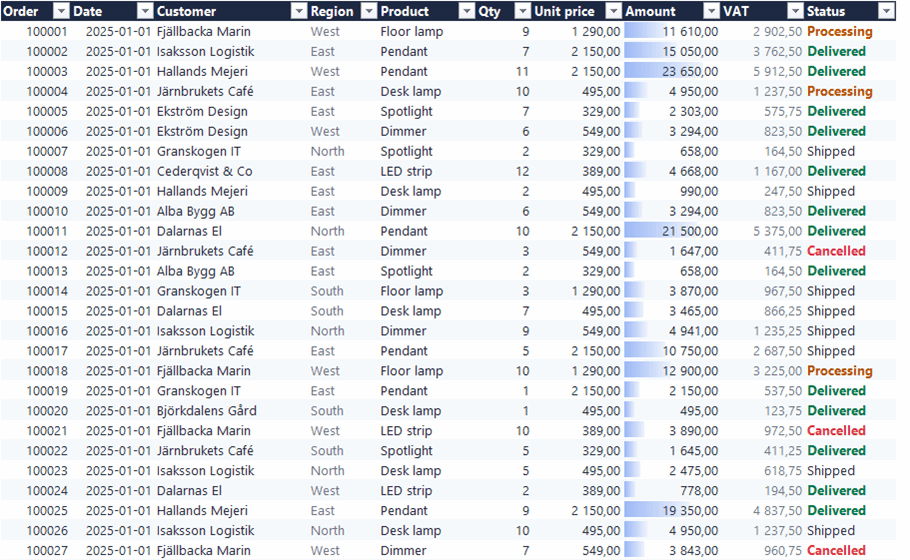 Order Date Customer Region Product Qty Unit price Amount VAT Status
100001 2025-01-01 Fjällbacka Marin West Floor lamp 9 1 290,00 11 610,00 2 902,50 Processing
100002 2025-01-01 Isaksson Logistik East Pendant 7 2 150,00 15 050,00 3 762,50 Delivered
100003 2025-01-01 Hallands Mejeri West Pendant 11 2 150,00 23 650,00 5 912,50 Delivered
100004 2025-01-01 Järnbrukets Café East Desk lamp 10 495,00 4 950,00 1 237,50 Processing
100005 2025-01-01 Ekström Design East Spotlight 7 329,00 2 303,00 575,75 Delivered
100006 2025-01-01 Ekström Design West Dimmer 6 549,00 3 294,00 823,50 Delivered
100007 2025-01-01 Granskogen IT North Spotlight 2 329,00 658,00 164,50 Shipped
100008 2025-01-01 Cederqvist & Co East LED strip 12 389,00 4 668,00 1 167,00 Delivered
100009 2025-01-01 Hallands Mejeri East Desk lamp 2 495,00 990,00 247,50 Shipped
100010 2025-01-01 Alba Bygg AB East Dimmer 6 549,00 3 294,00 823,50 Delivered
100011 2025-01-01 Dalarnas El North Pendant 10 2 150,00 21 500,00 5 375,00 Delivered
100012 2025-01-01 Järnbrukets Café East Dimmer 3 549,00 1 647,00 411,75 Cancelled
100013 2025-01-01 Alba Bygg AB East Spotlight 2 329,00 658,00 164,50 Delivered
100014 2025-01-01 Granskogen IT South Floor lamp 3 1 290,00 3 870,00 967,50 Shipped
100015 2025-01-01 Dalarnas El South Desk lamp 7 495,00 3 465,00 866,25 Shipped
100016 2025-01-01 Isaksson Logistik North Dimmer 9 549,00 4 941,00 1 235,25 Shipped
100017 2025-01-01 Järnbrukets Café East Pendant 5 2 150,00 10 750,00 2 687,50 Shipped
100018 2025-01-01 Fjällbacka Marin West Floor lamp 10 1 290,00 12 900,00 3 225,00 Processing
100019 2025-01-01 Granskogen IT East Pendant 1 2 150,00 2 150,00 537,50 Delivered
100020 2025-01-01 Björkdalens Gård South Desk lamp 1 495,00 495,00 123,75 Delivered
100021 2025-01-01 Fjällbacka Marin West LED strip 10 389,00 3 890,00 972,50 Cancelled
100022 2025-01-01 Järnbrukets Café South Spotlight 5 329,00 1 645,00 411,25 Delivered
100023 2025-01-01 Isaksson Logistik North Desk lamp 5 495,00 2 475,00 618,75 Shipped
100024 2025-01-01 Dalarnas El West LED strip 2 389,00 778,00 194,50 Delivered
100025 2025-01-01 Hallands Mejeri East Pendant 9 2 150,00 19 350,00 4 837,50 Delivered
100026 2025-01-01 Isaksson Logistik North Desk lamp 10 495,00 4 950,00 1 237,50 Shipped
100027 2025-01-01 Fjällbacka Marin West Dimmer 7 549,00 3 843,00 960,75 Cancelled